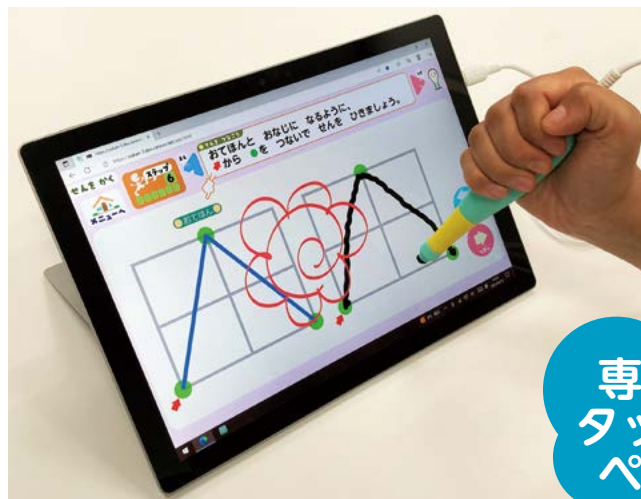 せんを かく
ステップ
6
おてほんと おなじに なるように、
から を つないで せんを ひきましょう。
メニューへ
おてほん
専
タッ
ペ